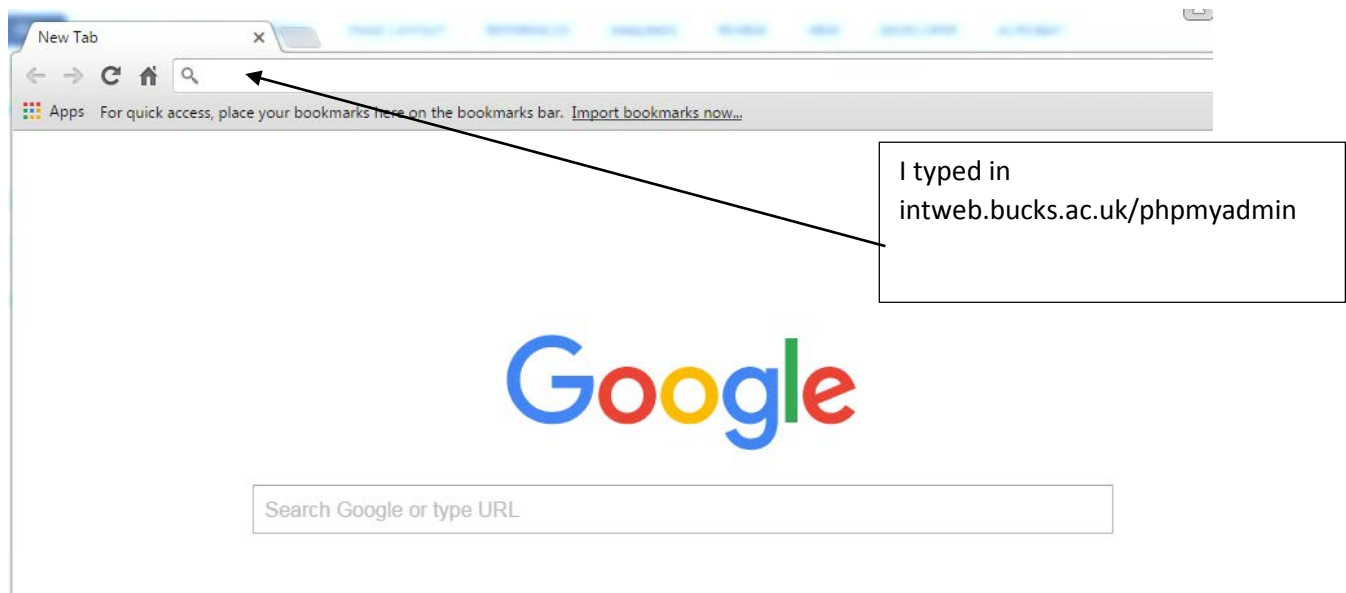 New Tab
Apps For quick access, place your bookmarks here on the bookmarks bar. Import bookmarks now...
I typed in
intweb.bucks.ac.uk/phpmyadmin
Google
Search Google or type URL